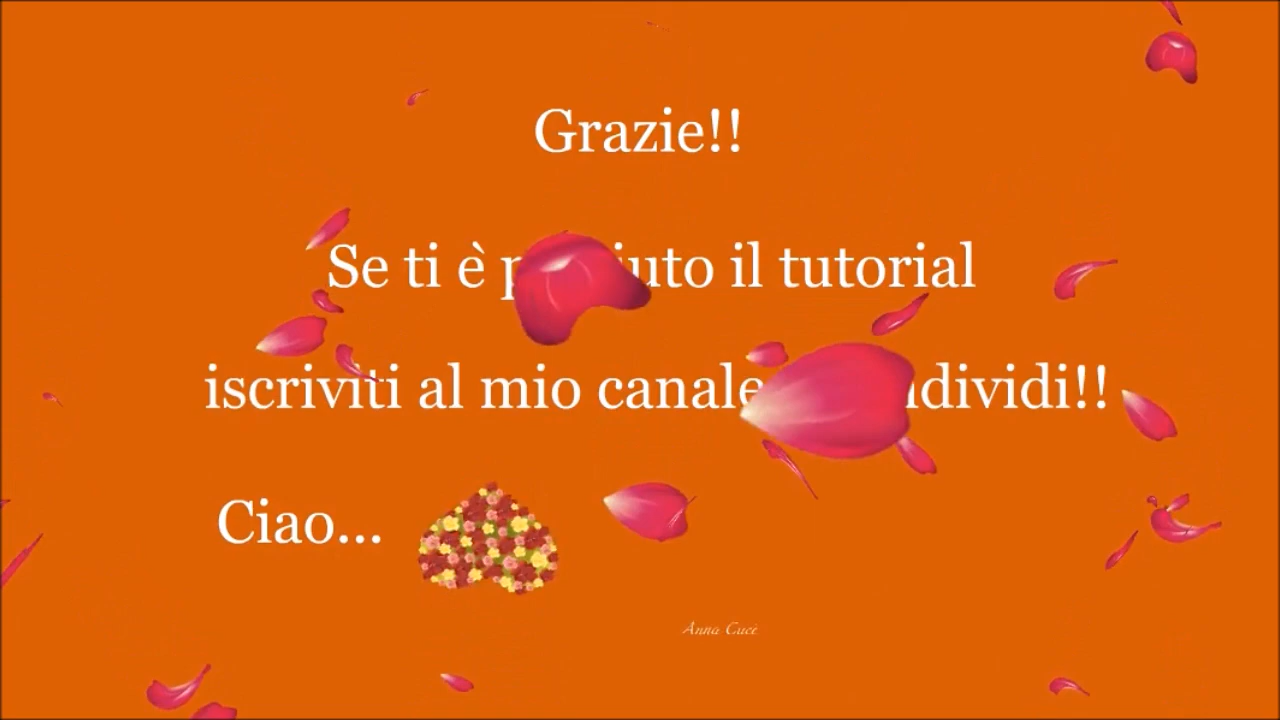 Grazie!!
Se ti è il tutorial
iscriviti al mio canale
Ciao...
Anna Cucè